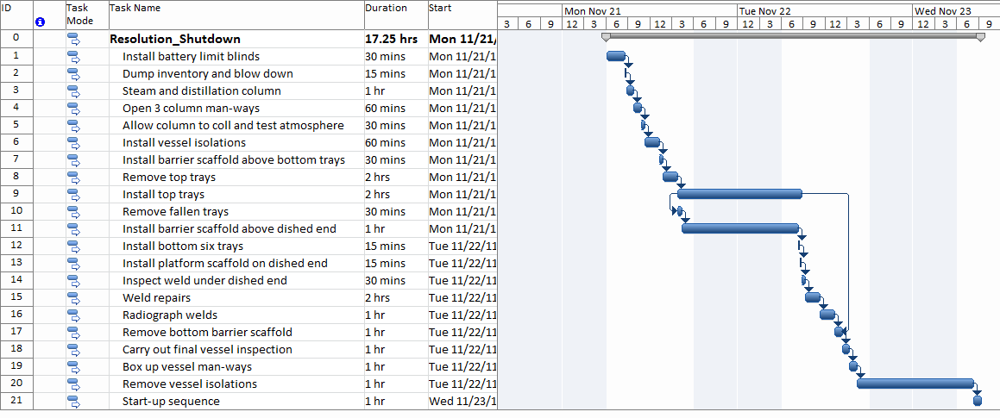 ID Task Mode Task Name Duration Start Mon Nov 21 Tue Nov 22 Wed Nov 23
3 6 9 12 3 6 9 12 3 6 9 12 3 6 9 12 3 6 9 12 3 6 9
0 Resolution_Shutdown 17.25 hrs Mon 11/21/
1 Install battery limit blinds 30 mins Mon 11/21/1
2 Dump inventory and blow down 15 mins Mon 11/21/1
3 Steam and distillation column 1 hr Mon 11/21/1
4 Open 3 column man-ways 60 mins Mon 11/21/1
5 Allow column to coll and test atmosphere 30 mins Mon 11/21/1
6 Install vessel isolations 60 mins Mon 11/21/1
7 Install barrier scaffold above bottom trays 30 mins Mon 11/21/1
8 Remove top trays 2 hrs Mon 11/21/1
9 Install top trays 2 hrs Mon 11/21/1
10 Remove fallen trays 30 mins Mon 11/21/1
11 Install barrier scaffold above dished end 1 hr Mon 11/21/1
12 Install bottom six trays 15 mins Tue 11/22/11
13 Install platform scaffold on dished end 15 mins Tue 11/22/11
14 Inspect weld under dished end 30 mins Tue 11/22/11
15 Weld repairs 2 hrs Tue 11/22/11
16 Radiograph welds 1 hr Tue 11/22/11
17 Remove bottom barrier scaffold 1 hr Tue 11/22/11
18 Carry out final vessel inspection 1 hr Tue 11/22/11
19 Box up vessel man-ways 1 hr Tue 11/22/11
20 Remove vessel isolations 1 hr Tue 11/22/11
21 Start-up sequence 1 hr Wed 11/23/1